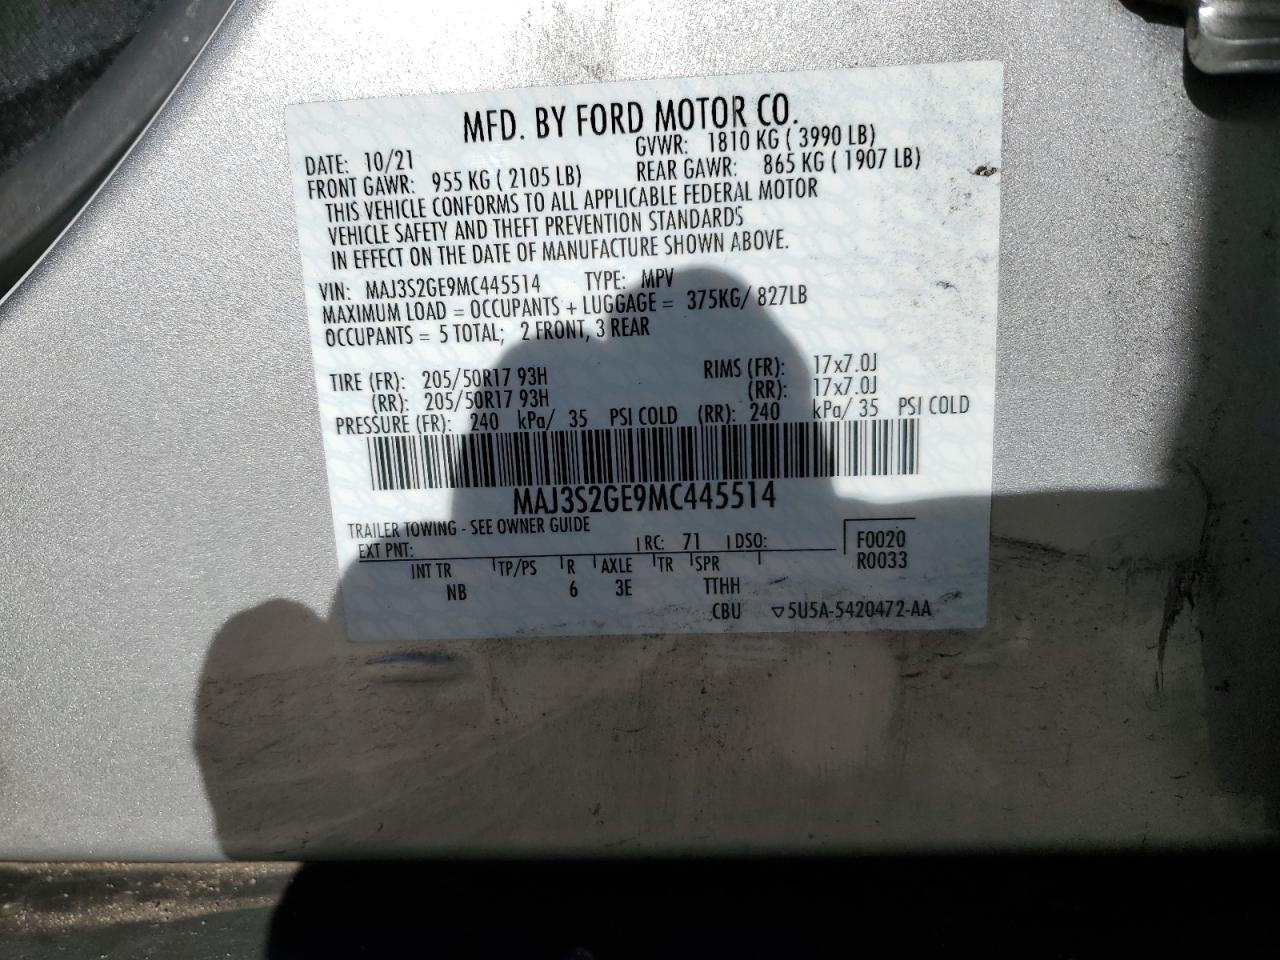 MFD. BY FORD MOTOR CO.
DATE: 10/21 GVWR: 1810 KG ( 3990 LB)
FRONT GAWR: 955 KG ( 2105 LB) REAR GAWR: 865 KG ( 1907 LB)
THIS VEHICLE CONFORMS TO ALL APPLICABLE FEDERAL MOTOR
VEHICLE SAFETY AND THEFT PREVENTION STANDARDS
IN EFFECT ON THE DATE OF MANUFACTURE SHOWN ABOVE.
VIN: MAJ3S2GE9MC445514 TYPE: MPV
MAXIMUM LOAD = OCCUPANTS + LUGGAGE = 375KG/ 827LB
OCCUPANTS = 5 TOTAL; 2 FRONT, 3 REAR
TIRE (FR): 205/50R17 93H RIMS (FR): 17x7.0J
(RR): 205/50R17 93H (RR): 17x7.0J
PRESSURE (FR): 240 kPa/ 35 PSI COLD (RR): 240 kPa/ 35 PSI COLD
MAJ3S2GE9MC445514
TRAILER TOWING - SEE OWNER GUIDE
EXT PNT: RC: 71 DSO: F0020
R0033
INT TR TP/PS R AXLE TR SPR
NB 6 3E TTHH
CBU ▽5U5A-5420472-AA